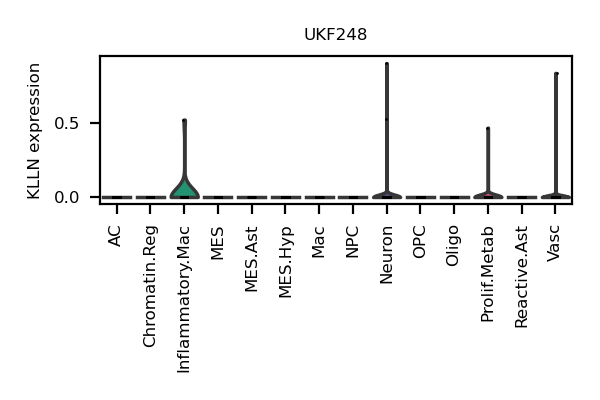 UKF248
KLLN expression
0.5
0.0
AC
Chromatin.Reg
Inflammatory.Mac
MES
MES.Ast
MES.Hyp
Mac
NPC
Neuron
OPC
Oligo
Prolif.Metab
Reactive.Ast
Vasc